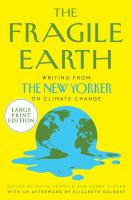 THE
FRAGILE
EARTH
WRITING FROM
THE NEW YORKER
ON CLIMATE CHANGE
LARGE
PRINT
EDITION
EDITED BY DAVID REMNICK AND HENRY FINDER
WITH AN AFTERWORD BY ELIZABETH KOLBERT